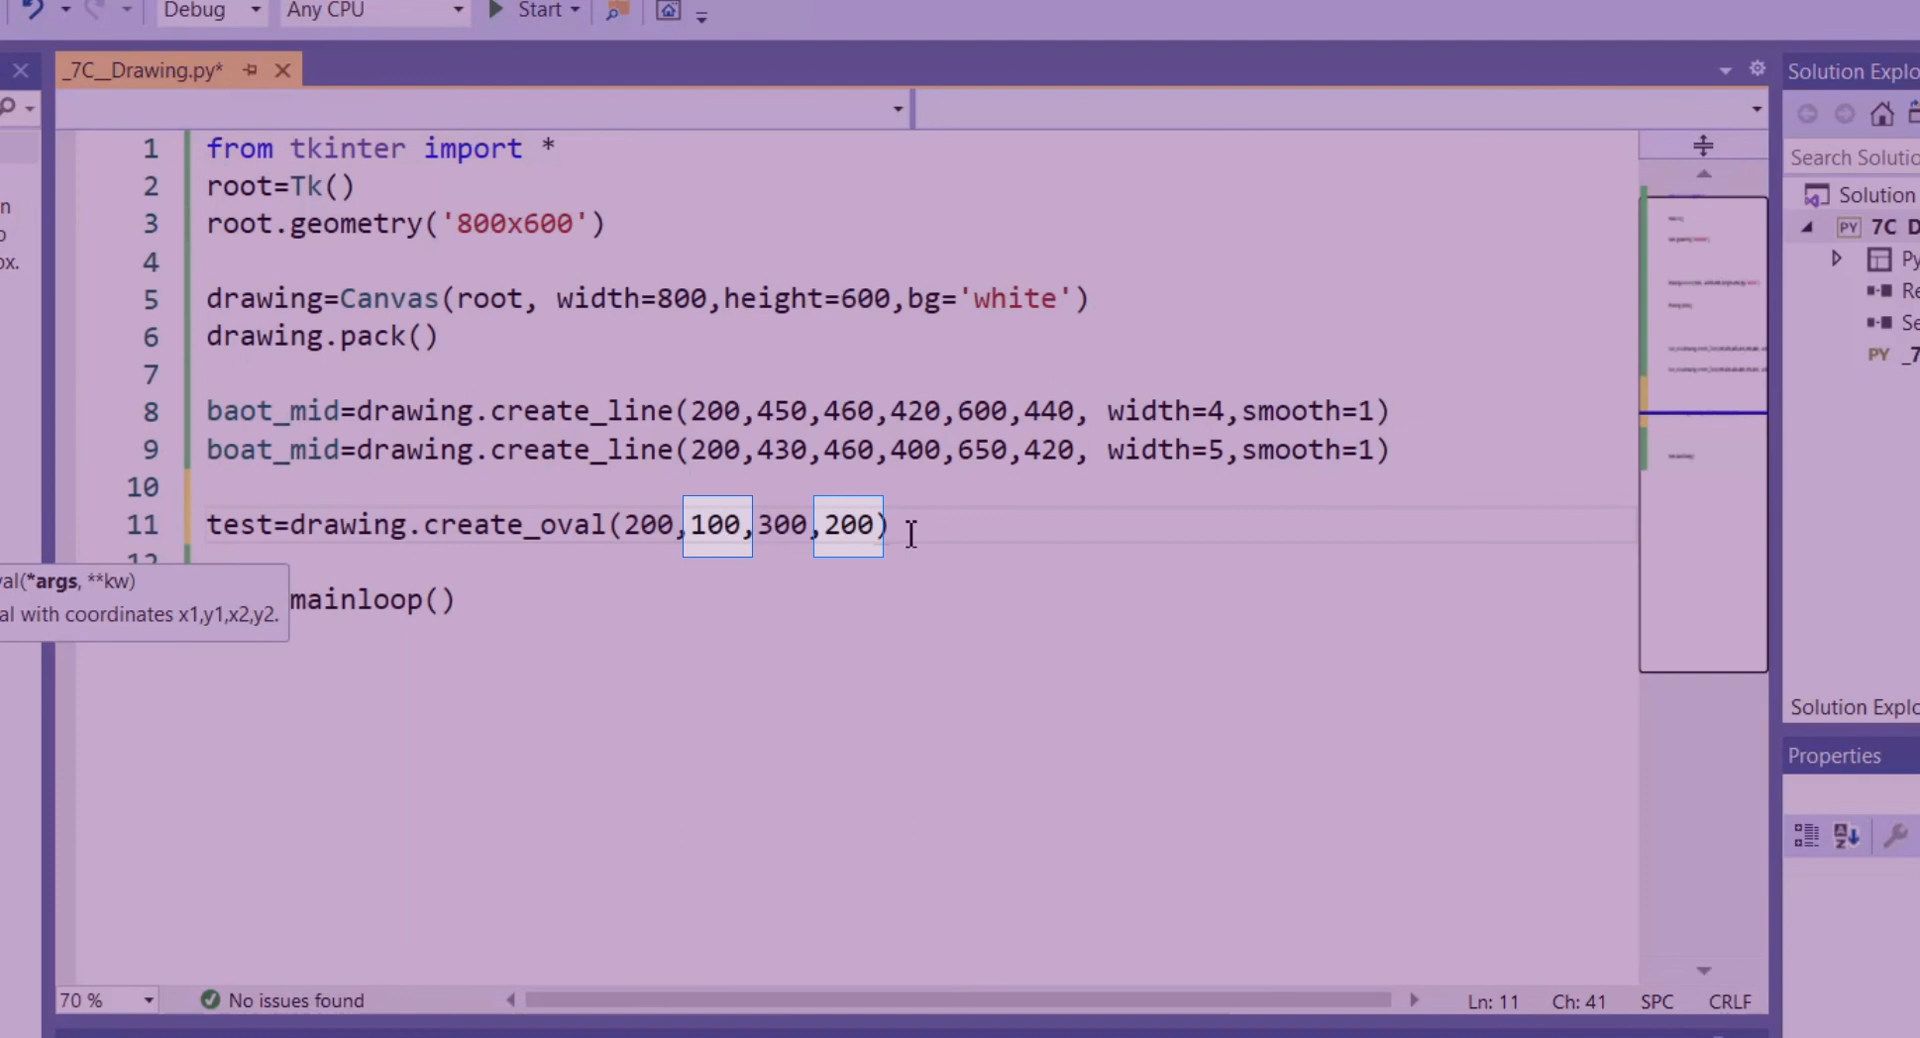 Debug Any CPU Start
_7C__Drawing.py*
Solution Explo
Search Solutio
Solution
7C D
Py
Re
Se
PY _7
1 from tkinter import *
2 root=Tk()
3 root.geometry('800x600')
4
5 drawing=Canvas(root, width=800,height=600,bg='white')
6 drawing.pack()
7
8 baot_mid=drawing.create_line(200,450,460,420,600,440, width=4,smooth=1)
9 boat_mid=drawing.create_line(200,430,460,400,650,420, width=5,smooth=1)
10
11 test=drawing.create_oval(200,100,300,200)
12
mainloop()
val(*args, **kw)
al with coordinates x1,y1,x2,y2.
n
o
ox.
Solution Explo
Properties
70 % No issues found Ln: 11 Ch: 41 SPC CRLF